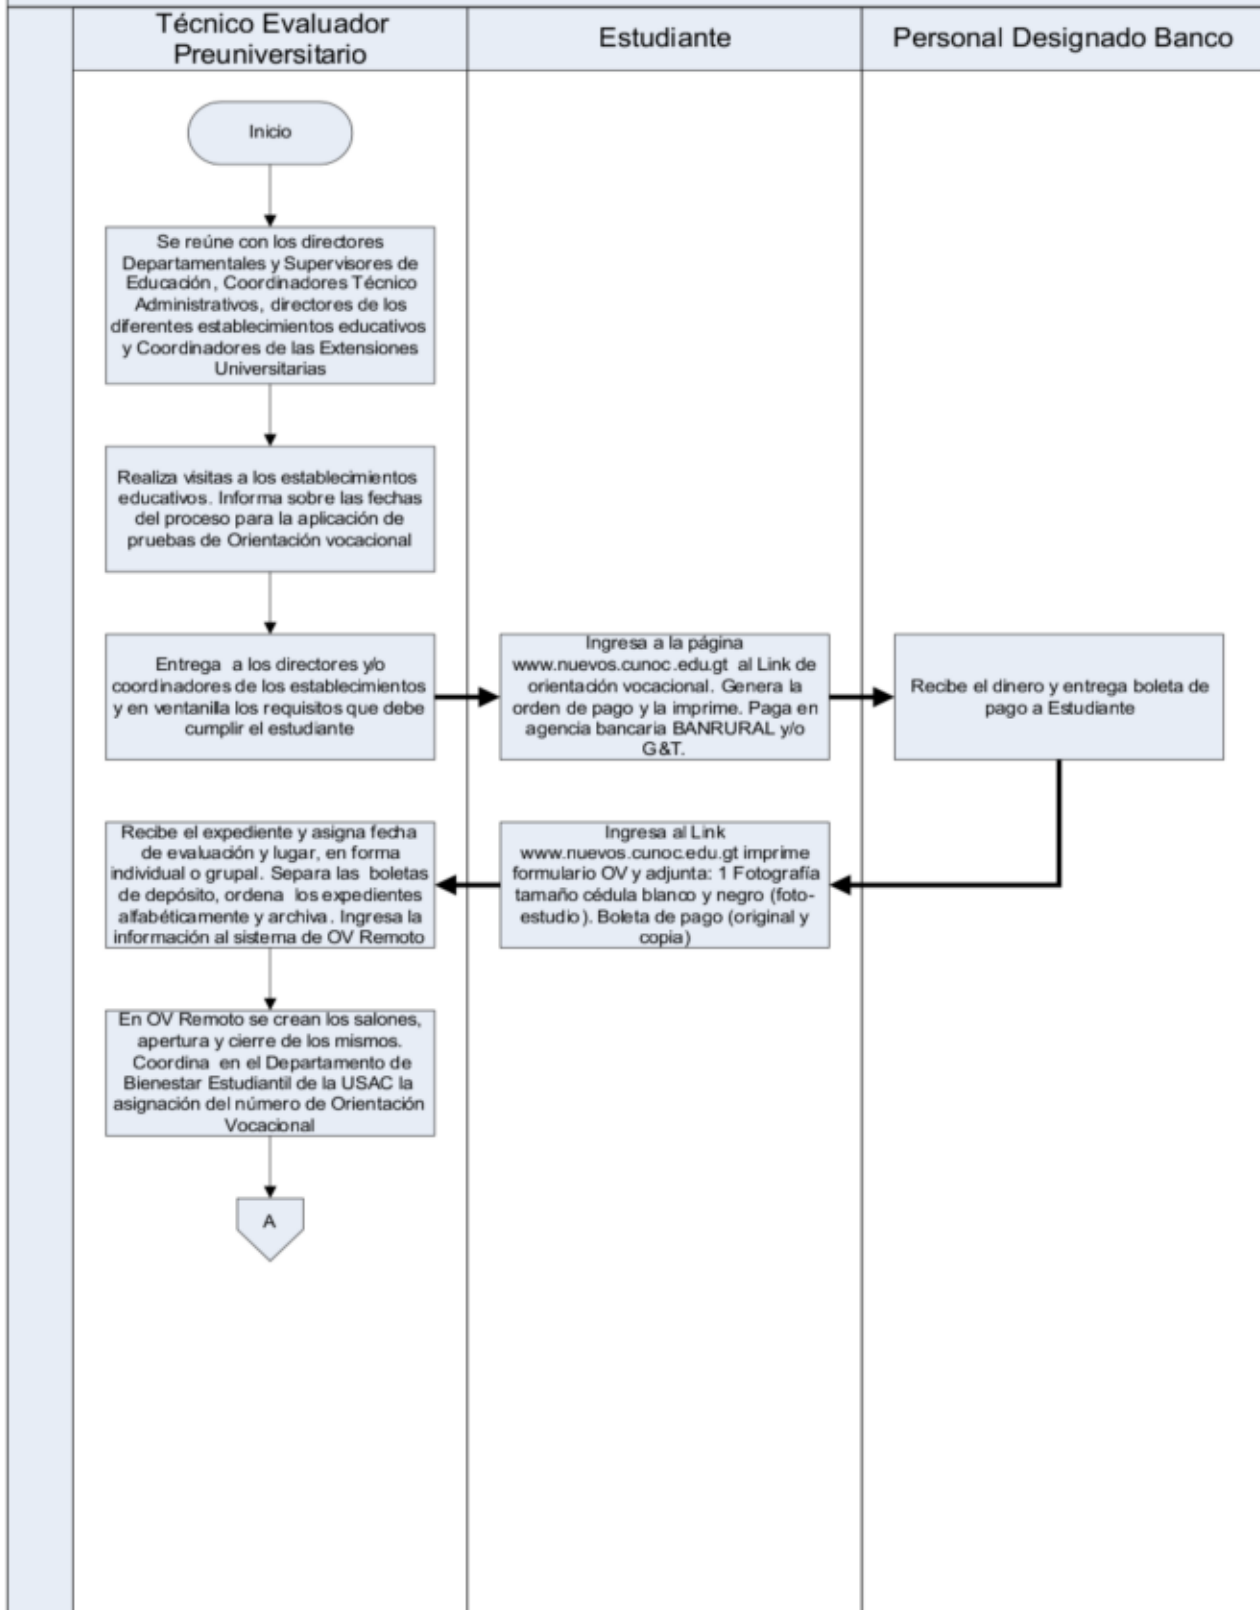 Técnico Evaluador
Preuniversitario
Estudiante
Personal Designado Banco
Inicio
Se reúne con los directores
Departamentales y Supervisores de
Educación, Coordinadores Técnico
Administrativos, directores de los
diferentes establecimientos educativos
y Coordinadores de las Extensiones
Universitarias
Realiza visitas a los establecimientos
educativos. Informa sobre las fechas
del proceso para la aplicación de
pruebas de Orientación vocacional
Entrega a los directores y/o
coordinadores de los establecimientos
y en ventanilla los requisitos que debe
cumplir el estudiante
Ingresa a la página
www.nuevos.cunoc.edu.gt al Link de
orientación vocacional. Genera la
orden de pago y la imprime. Paga en
agencia bancaria BANRURAL y/o
G&T.
Recibe el dinero y entrega boleta de
pago a Estudiante
Ingresa al Link
www.nuevos.cunoc.edu.gt imprime
formulario OV y adjunta: 1 Fotografía
tamaño cédula blanco y negro (foto-
estudio). Boleta de pago (original y
copia)
Recibe el expediente y asigna fecha
de evaluación y lugar, en forma
individual o grupal. Separa las boletas
de depósito, ordena los expedientes
alfabéticamente y archiva. Ingresa la
información al sistema de OV Remoto
En OV Remoto se crean los salones,
apertura y cierre de los mismos.
Coordina en el Departamento de
Bienestar Estudiantil de la USAC la
asignación del número de Orientación
Vocacional
A